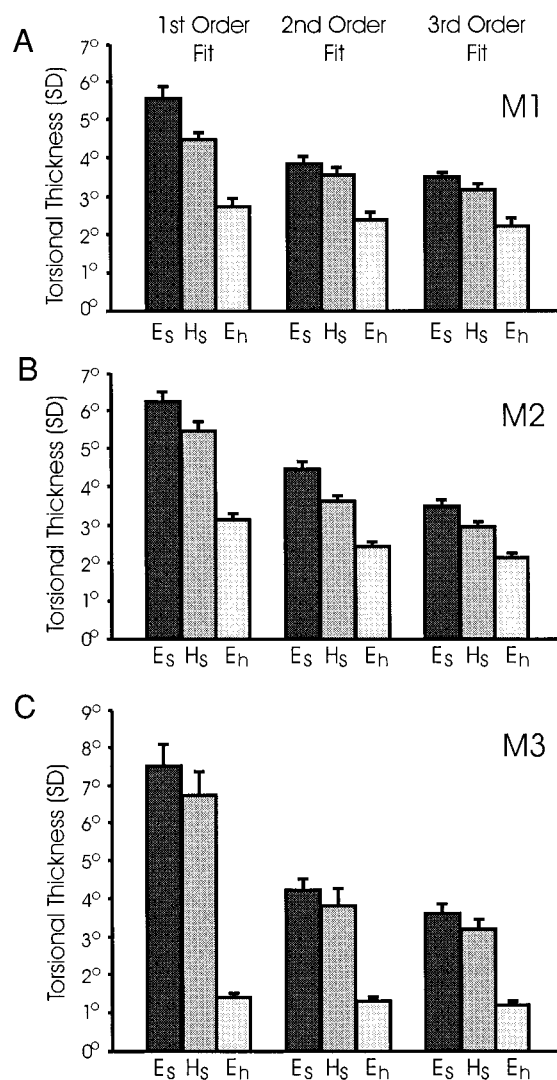 1st Order Fit 2nd Order Fit 3rd Order Fit
A
M1
Torsional Thickness (SD)
7°
6°
5°
4°
3°
2°
1°
0°
Es Hs Eh Es Hs Eh Es Hs Eh
B
M2
Torsional Thickness (SD)
7°
6°
5°
4°
3°
2°
1°
0°
Es Hs Eh Es Hs Eh Es Hs Eh
C
M3
Torsional Thickness (SD)
9°
8°
7°
6°
5°
4°
3°
2°
1°
0°
Es Hs Eh Es Hs Eh Es Hs Eh